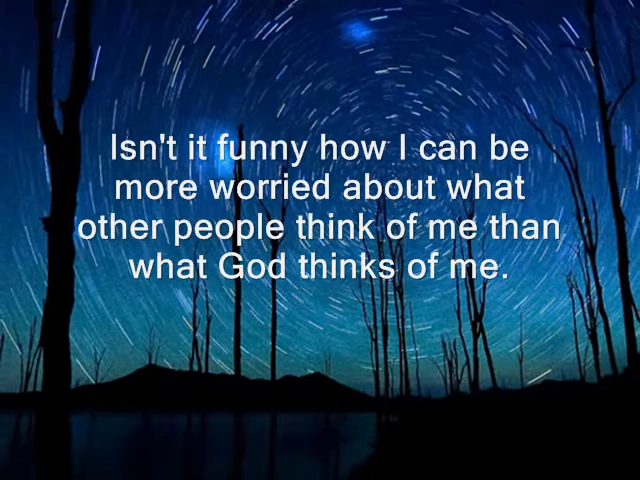 Isn't it funny how I can be
more worried about what
other people think of me than
what God thinks of me.